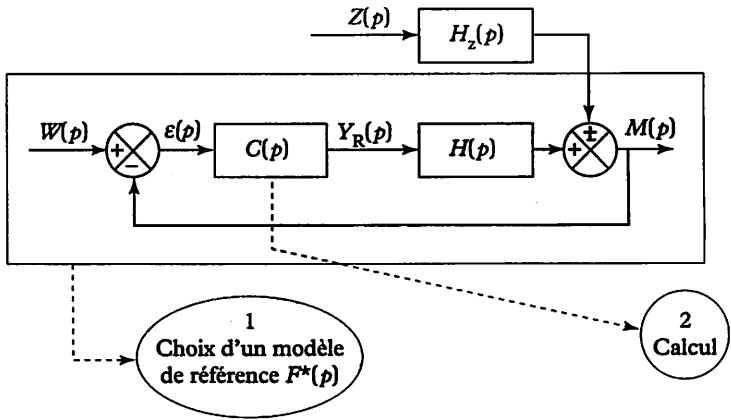 Z(p)
H_z(p)
W(p)
ε(p)
C(p)
Y_R(p)
H(p)
M(p)
+
−
+
±
1
Choix d'un modèle
de référence F*(p)
2
Calcul